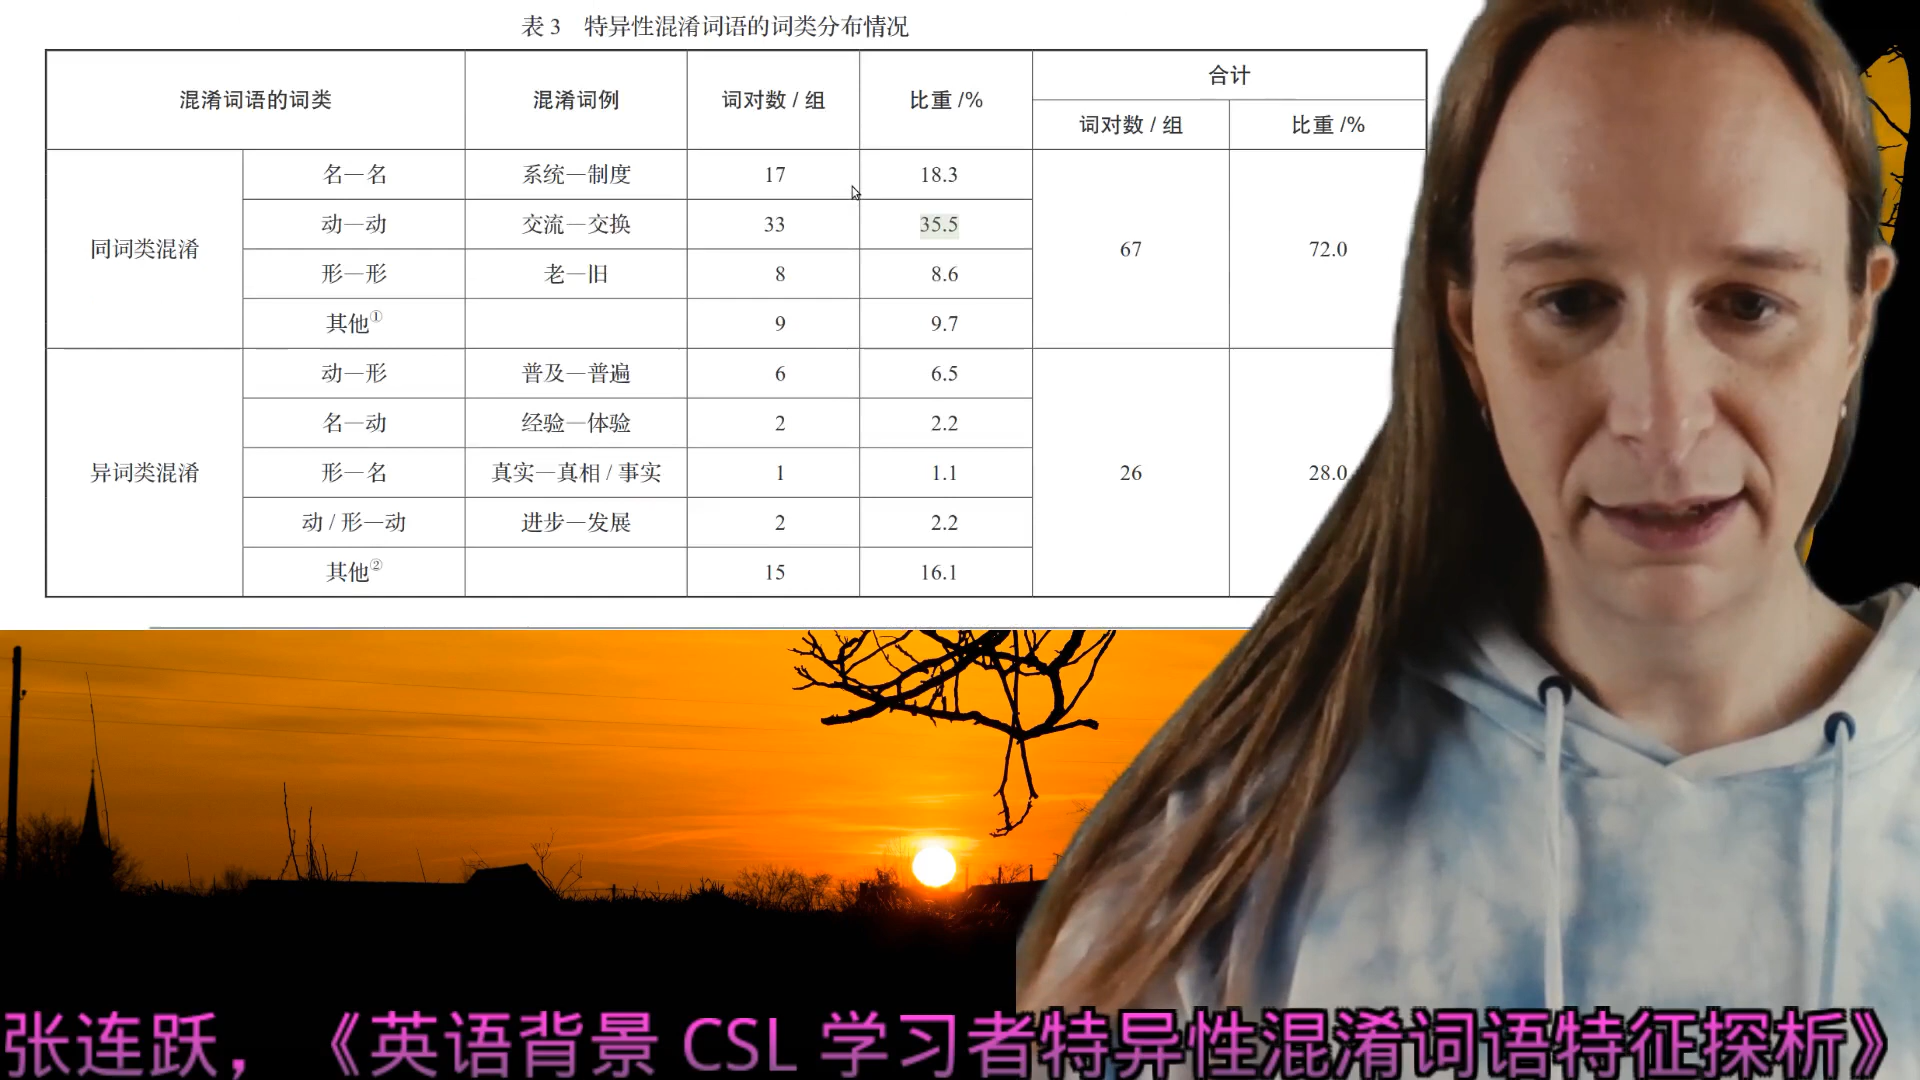 表 3 特异性混淆词语的词类分布情况
混淆词语的词类 混淆词例 词对数 / 组 比重 /% 合计
词对数 / 组 比重 /%
同词类混淆 名—名 系统—制度 17 18.3 67 72.0
动—动 交流—交换 33 35.5
形—形 老—旧 8 8.6
其他① 9 9.7
异词类混淆 动—形 普及—普遍 6 6.5 26 28.0
名—动 经验—体验 2 2.2
形—名 真实—真相 / 事实 1 1.1
动 / 形—动 进步—发展 2 2.2
其他② 15 16.1
张连跃，《英语背景 CSL 学习者特异性混淆词语特征探析》